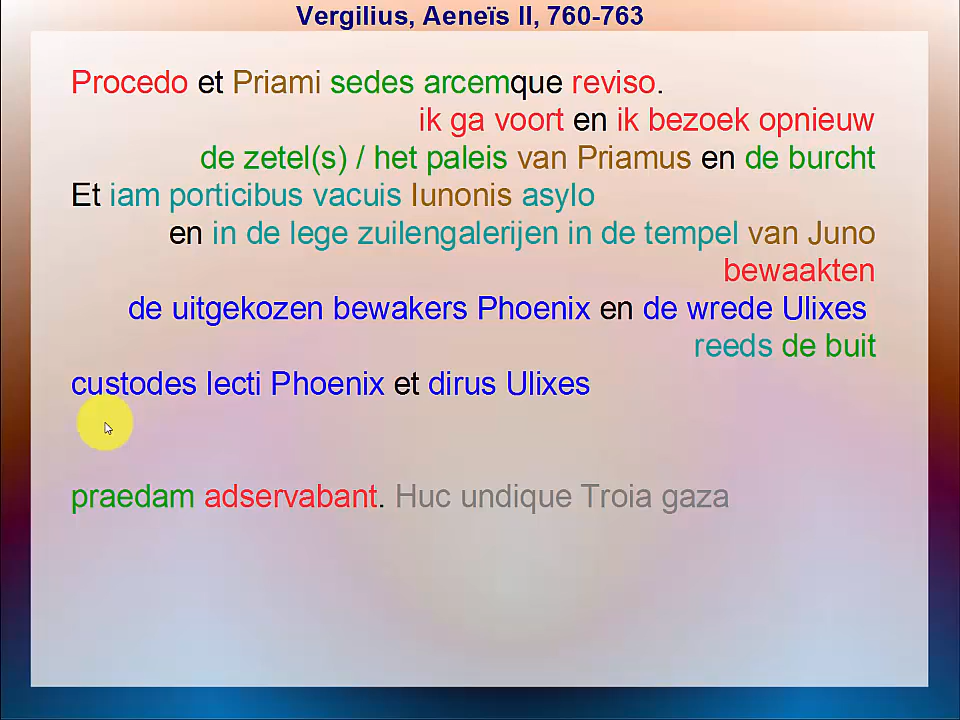 Vergilius, Aeneïs II, 760-763
Procedo et Priami sedes arcemque reviso.
ik ga voort en ik bezoek opnieuw
de zetel(s) / het paleis van Priamus en de burcht
Et iam porticibus vacuis Iunonis asylo
en in de lege zuilengalerijen in de tempel van Juno
bewaakten
de uitgekozen bewakers Phoenix en de wrede Ulixes
reeds de buit
custodes lecti Phoenix et dirus Ulixes
praedam adservabant. Huc undique Troia gaza